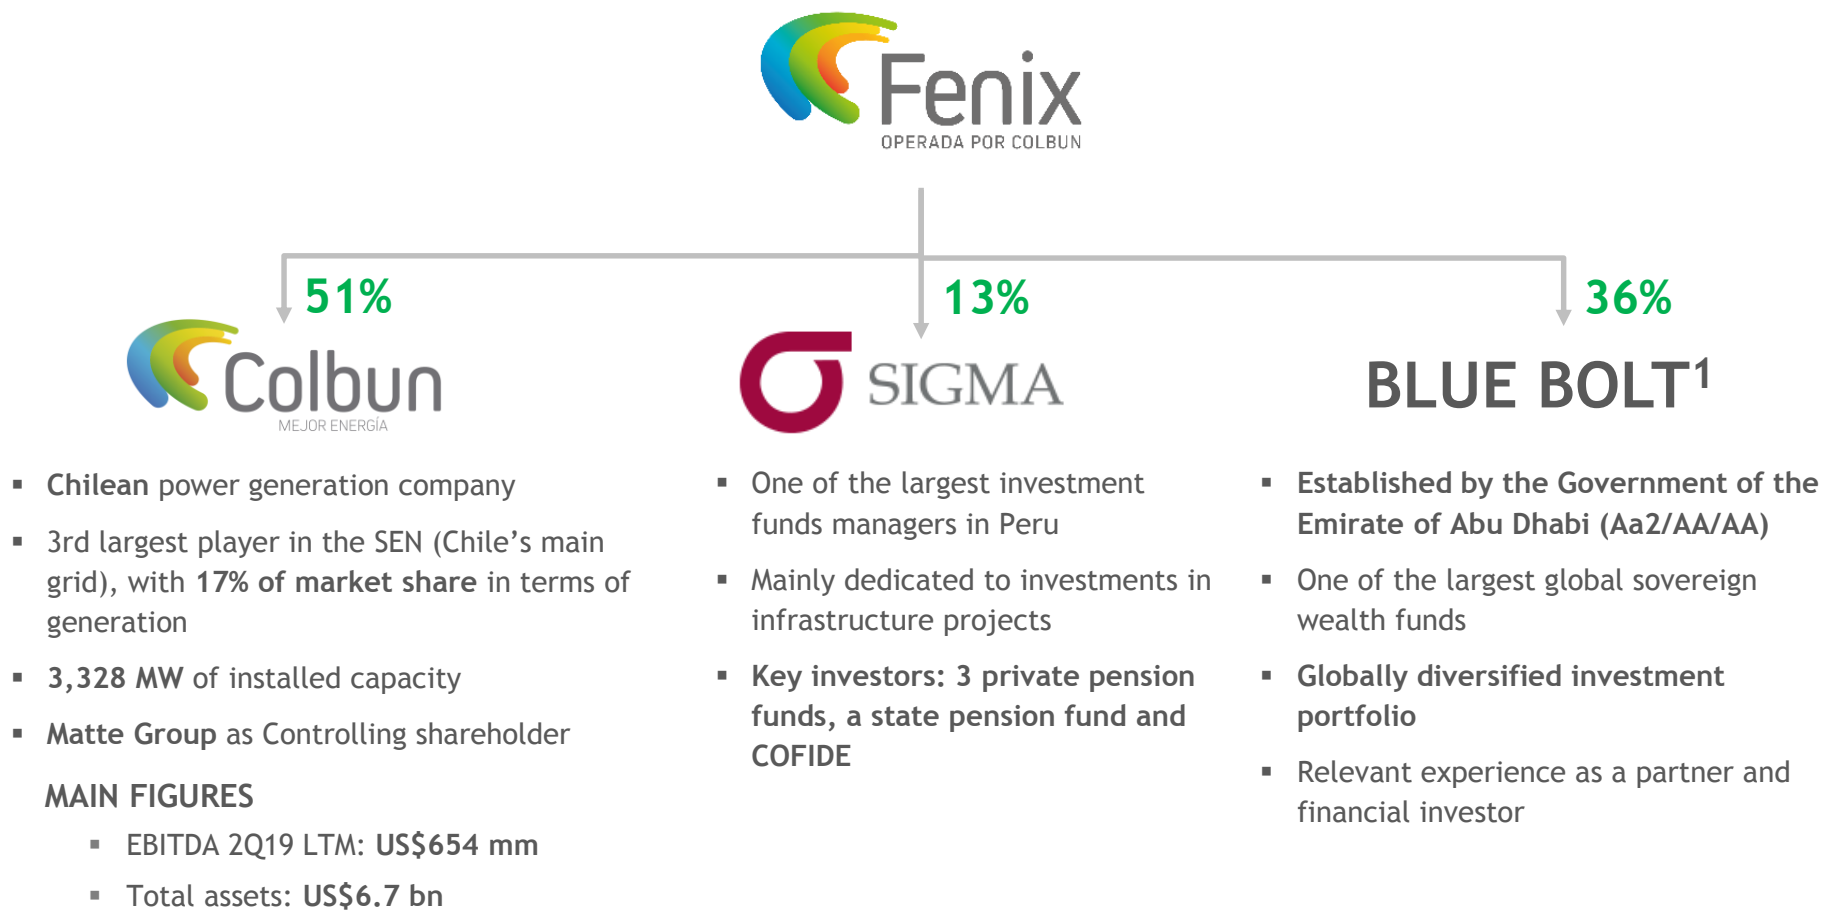 Fenix
OPERADA POR COLBUN
51%
13%
36%
Colbun
MEJOR ENERGÍA
SIGMA
BLUE BOLT¹
▪ Chilean power generation company
▪ 3rd largest player in the SEN (Chile’s main
grid), with 17% of market share in terms of
generation
▪ 3,328 MW of installed capacity
▪ Matte Group as Controlling shareholder
MAIN FIGURES
▪ EBITDA 2Q19 LTM: US$654 mm
▪ Total assets: US$6.7 bn
▪ One of the largest investment
funds managers in Peru
▪ Mainly dedicated to investments in
infrastructure projects
▪ Key investors: 3 private pension
funds, a state pension fund and
COFIDE
▪ Established by the Government of the
Emirate of Abu Dhabi (Aa2/AA/AA)
▪ One of the largest global sovereign
wealth funds
▪ Globally diversified investment
portfolio
▪ Relevant experience as a partner and
financial investor